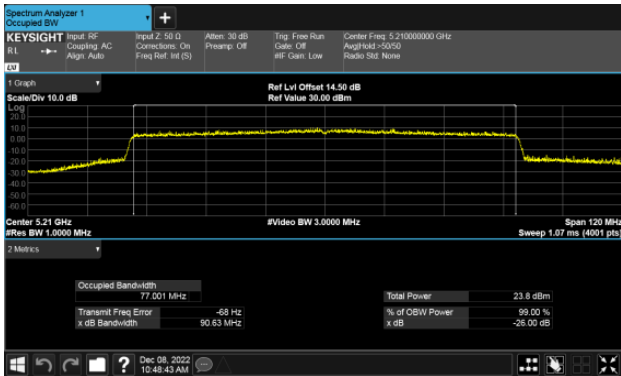 Spectrum Analyzer 1
Occupied BW
KEYSIGHT
R L
LXI
Input: RF
Coupling: AC
Align: Auto
Input Z: 50 Ω
Corrections: On
Freq Ref: Int (S)
Atten: 30 dB
Preamp: Off
Trig: Free Run
Gate: Off
#IF Gain: Low
Center Freq: 5.210000000 GHz
Avg|Hold:>50/50
Radio Std: None
1 Graph
Scale/Div 10.0 dB
Ref Lvl Offset 14.50 dB
Ref Value 30.00 dBm
Log
20.0
10.0
0.00
-10.0
-20.0
-30.0
-40.0
-50.0
-60.0
Center 5.21 GHz
#Video BW 3.0000 MHz
Span 120 MHz
#Res BW 1.0000 MHz
Sweep 1.07 ms (4001 pts)
2 Metrics
Occupied Bandwidth
77.001 MHz
Total Power 23.8 dBm
Transmit Freq Error -68 Hz
% of OBW Power 99.00 %
x dB Bandwidth 90.63 MHz
x dB -26.00 dB
?
Dec 08, 2022
10:48:43 AM